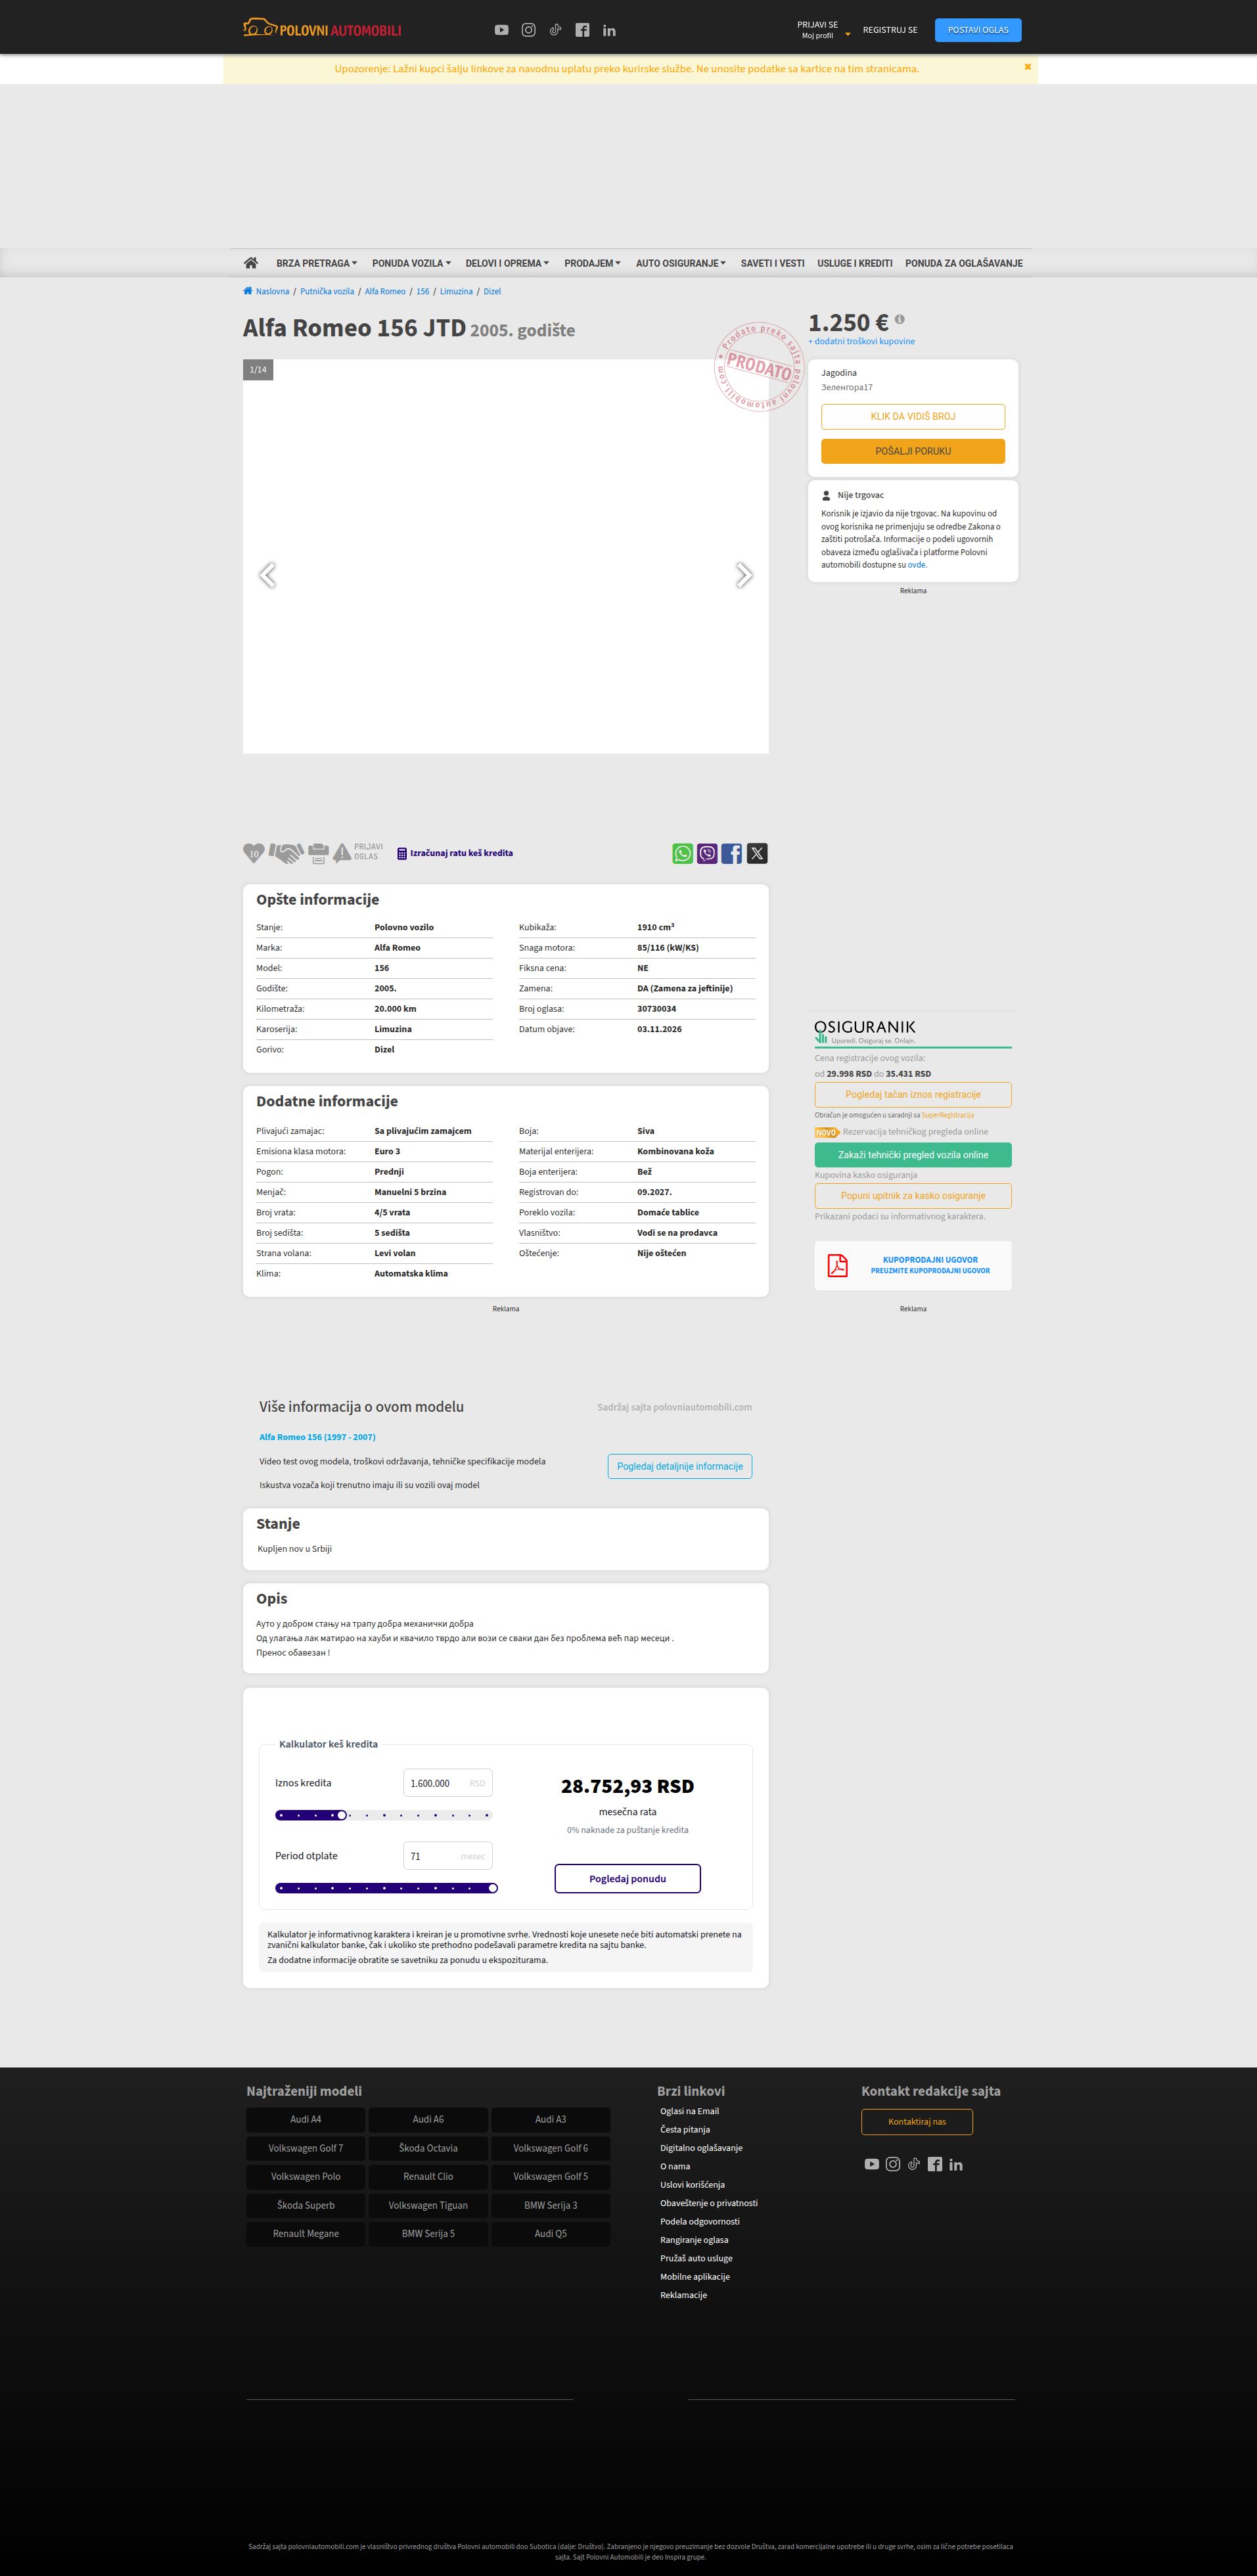 POLOVNI AUTOMOBILI
PRIJAVI SE
Moj profil
REGISTRUJ SE
POSTAVI OGLAS
Upozorenje: Lažni kupci šalju linkove za navodnu uplatu preko kurirske službe. Ne unosite podatke sa kartice na tim stranicama.
BRZA PRETRAGA
PONUDA VOZILA
DELOVI I OPREMA
PRODAJEM
AUTO OSIGURANJE
SAVETI I VESTI
USLUGE I KREDITI
PONUDA ZA OGLAŠAVANJE
Naslovna / Putnička vozila / Alfa Romeo / 156 / Limuzina / Dizel
Alfa Romeo 156 JTD 2005. godište
1.250 €
+ dodatni troškovi kupovine
1/14
Prodato preko sajta
PRODATO
polovni automobili.com
Jagodina
Зеленгора17
KLIK DA VIDIŠ BROJ
POŠALJI PORUKU
Nije trgovac
Korisnik je izjavio da nije trgovac. Na kupovinu od
ovog korisnika ne primenjuju se odredbe Zakona o
zaštiti potrošača. Informacije o podeli ugovornih
obaveza između oglašivača i platforme Polovni
automobili dostupne su ovde.
Reklama
10
PRIJAVI
OGLAS
Izračunaj ratu keš kredita
Opšte informacije
Stanje: Polovno vozilo
Marka: Alfa Romeo
Model: 156
Godište: 2005.
Kilometraža: 20.000 km
Karoserija: Limuzina
Gorivo: Dizel
Kubikaža: 1910 cm³
Snaga motora: 85/116 (kW/KS)
Fiksna cena: NE
Zamena: DA (Zamena za jeftinije)
Broj oglasa: 30730034
Datum objave: 03.11.2026
Dodatne informacije
Plivajući zamajac: Sa plivajućim zamajcem
Emisiona klasa motora: Euro 3
Pogon: Prednji
Menjač: Manuelni 5 brzina
Broj vrata: 4/5 vrata
Broj sedišta: 5 sedišta
Strana volana: Levi volan
Klima: Automatska klima
Boja: Siva
Materijal enterijera: Kombinovana koža
Boja enterijera: Bež
Registrovan do: 09.2027.
Poreklo vozila: Domaće tablice
Vlasništvo: Vodi se na prodavca
Oštećenje: Nije oštećen
Reklama
OSIGURANIK
Uporedi. Osiguraj se. Onlajn.
Cena registracije ovog vozila:
od 29.998 RSD do 35.431 RSD
Pogledaj tačan iznos registracije
Obračun je omogućen u saradnji sa SuperRegistracija
NOVO Rezervacija tehničkog pregleda online
Zakaži tehnički pregled vozila online
Kupovina kasko osiguranja
Popuni upitnik za kasko osiguranje
Prikazani podaci su informativnog karaktera.
KUPOPRODAJNI UGOVOR
PREUZMITE KUPOPRODAJNI UGOVOR
Reklama
Više informacija o ovom modelu
Sadržaj sajta polovniautomobili.com
Alfa Romeo 156 (1997 - 2007)
Video test ovog modela, troškovi održavanja, tehničke specifikacije modela
Pogledaj detaljnije informacije
Iskustva vozača koji trenutno imaju ili su vozili ovaj model
Stanje
Kupljen nov u Srbiji
Opis
Ауто у добром стању на трапу добра механички добра
Од улагања лак матирао на хауби и квачило тврдо али вози се сваки дан без проблема већ пар месеци .
Пренос обавезан !
Kalkulator keš kredita
Iznos kredita
1.600.000 RSD
Period otplate
71 mesec
28.752,93 RSD
mesečna rata
0% naknade za puštanje kredita
Pogledaj ponudu
Kalkulator je informativnog karaktera i kreiran je u promotivne svrhe. Vrednosti koje unesete neće biti automatski prenete na
zvanični kalkulator banke, čak i ukoliko ste prethodno podešavali parametre kredita na sajtu banke.
Za dodatne informacije obratite se savetniku za ponudu u ekspoziturama.
Najtraženiji modeli
Audi A4
Audi A6
Audi A3
Volkswagen Golf 7
Škoda Octavia
Volkswagen Golf 6
Volkswagen Polo
Renault Clio
Volkswagen Golf 5
Škoda Superb
Volkswagen Tiguan
BMW Serija 3
Renault Megane
BMW Serija 5
Audi Q5
Brzi linkovi
Oglasi na Email
Česta pitanja
Digitalno oglašavanje
O nama
Uslovi korišćenja
Obaveštenje o privatnosti
Podela odgovornosti
Rangiranje oglasa
Pružaš auto usluge
Mobilne aplikacije
Reklamacije
Kontakt redakcije sajta
Kontaktiraj nas
Sadržaj sajta polovniautomobili.com je vlasništvo privrednog društva Polovni automobili doo Subotica (dalje: Društvo). Zabranjeno je njegovo preuzimanje bez dozvole Društva, zarad komercijalne upotrebe ili u druge svrhe, osim za lične potrebe posetilaca
sajta. Sajt Polovni Automobili je deo Inspira grupe.